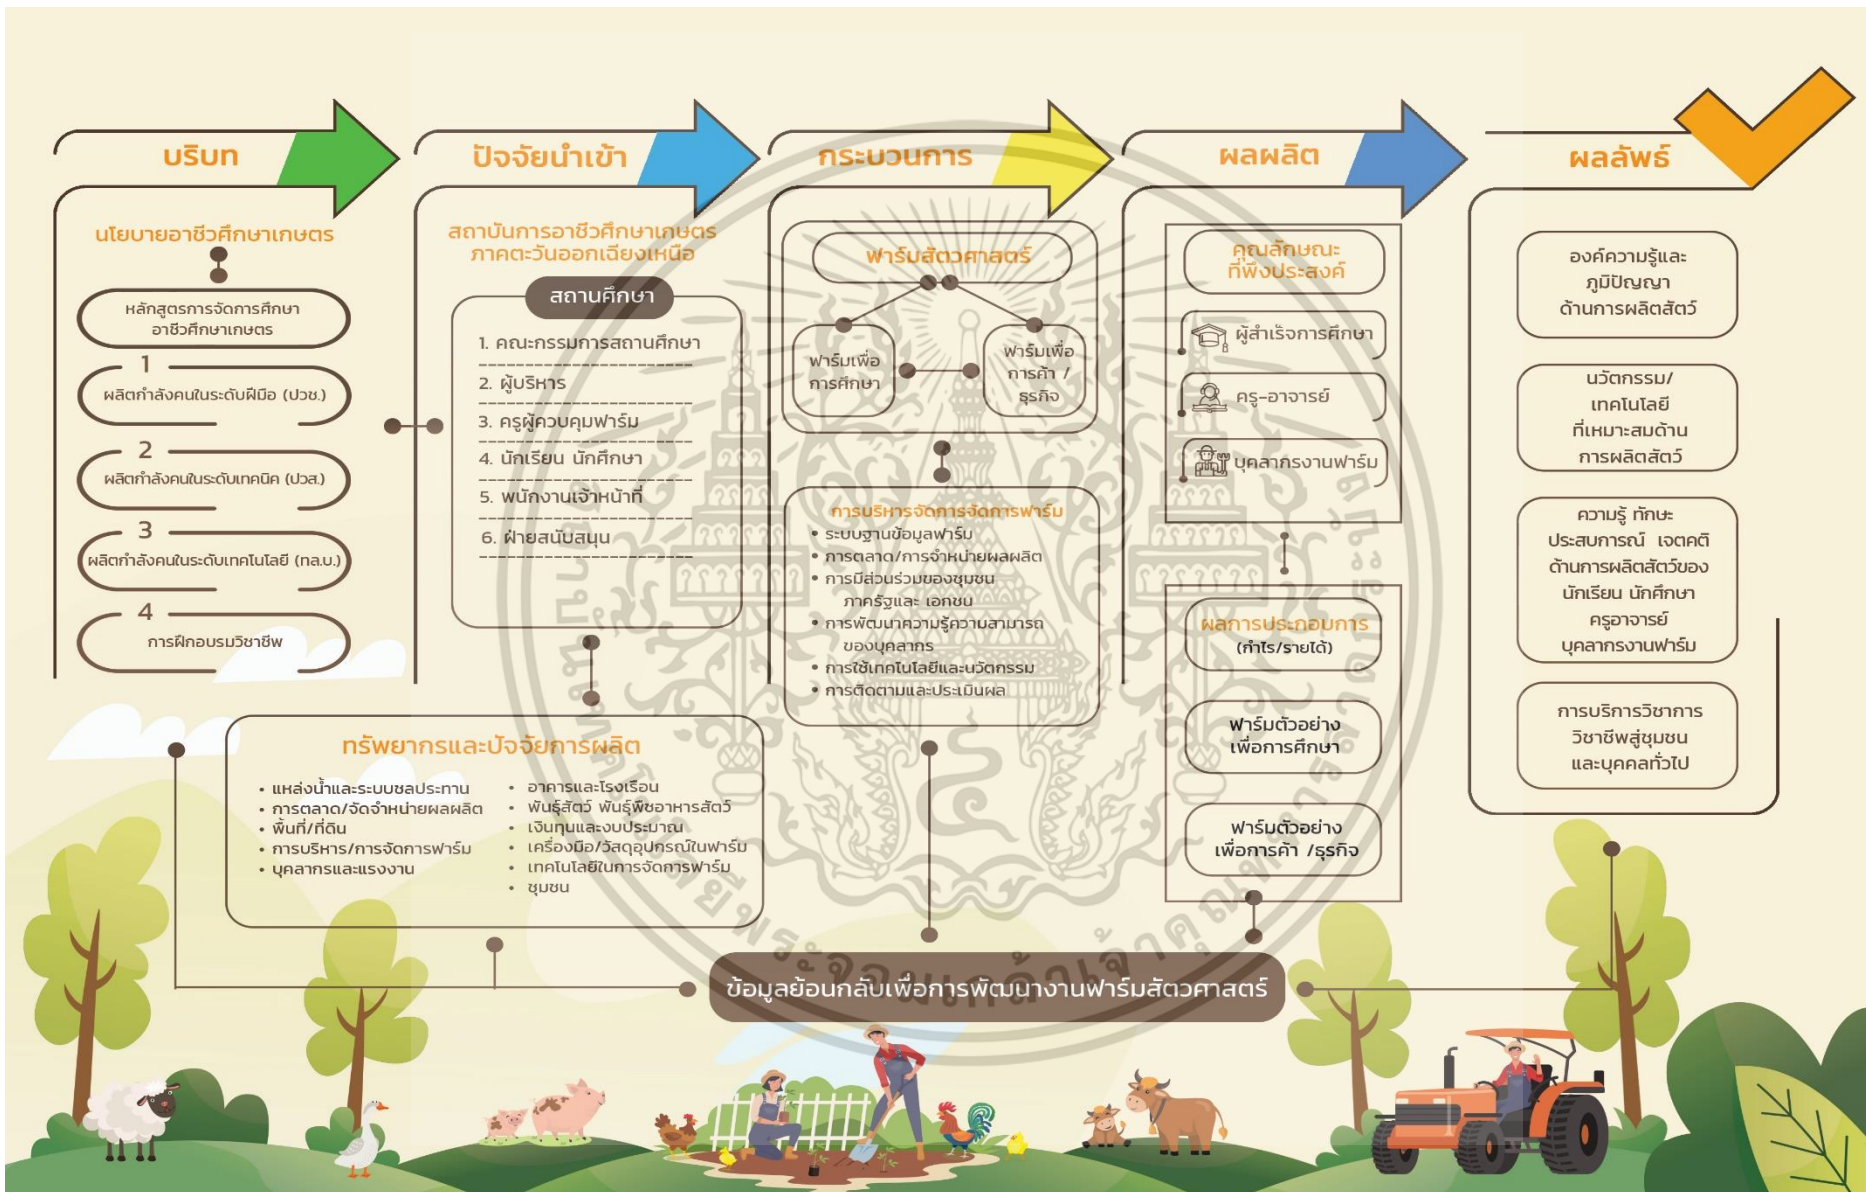 บริบท
นโยบายอาชีวศึกษาเกษตร
หลักสูตรการจัดการศึกษา
อาชีวศึกษาเกษตร
1
ผลิตกำลังคนในระดับฝีมือ (ปวช.)
2
ผลิตกำลังคนในระดับเทคนิค (ปวส.)
3
ผลิตกำลังคนในระดับเทคโนโลยี (ทล.บ.)
4
การฝึกอบรมวิชาชีพ
ปัจจัยนำเข้า
สถาบันการอาชีวศึกษาเกษตร
ภาคตะวันออกเฉียงเหนือ
สถานศึกษา
1. คณะกรรมการสถานศึกษา
2. ผู้บริหาร
3. ครูผู้ควบคุมฟาร์ม
4. นักเรียน นักศึกษา
5. พนักงานเจ้าหน้าที่
6. ฝ่ายสนับสนุน
ทรัพยากรและปัจจัยการผลิต
• แหล่งน้ำและระบบชลประทาน
• การตลาด/จัดจำหน่ายผลผลิต
• พื้นที่/ที่ดิน
• การบริหาร/การจัดการฟาร์ม
• บุคลากรและแรงงาน
• อาคารและโรงเรือน
• พันธุ์สัตว์ พันธุ์พืชอาหารสัตว์
• เงินทุนและงบประมาณ
• เครื่องมือ/วัสดุอุปกรณ์ในฟาร์ม
• เทคโนโลยีในการจัดการฟาร์ม
• ชุมชน
กระบวนการ
ฟาร์มสัตวศาสตร์
ฟาร์มเพื่อ
การศึกษา
ฟาร์มเพื่อ
การค้า /
ธุรกิจ
การบริหารจัดการจัดการฟาร์ม
• ระบบฐานข้อมูลฟาร์ม
• การตลาด/การจำหน่ายผลผลิต
• การมีส่วนร่วมของชุมชน
ภาครัฐและ เอกชน
• การพัฒนาความรู้ความสามารถ
ของบุคลากร
• การใช้เทคโนโลยีและนวัตกรรม
• การติดตามและประเมินผล
ผลผลิต
คุณลักษณะ
ที่พึงประสงค์
ผู้สำเร็จการศึกษา
ครู-อาจารย์
บุคลากรงานฟาร์ม
ผลการประกอบการ
(กำไร/รายได้)
ฟาร์มตัวอย่าง
เพื่อการศึกษา
ฟาร์มตัวอย่าง
เพื่อการค้า /ธุรกิจ
ผลลัพธ์
องค์ความรู้และ
ภูมิปัญญา
ด้านการผลิตสัตว์
นวัตกรรม/
เทคโนโลยี
ที่เหมาะสมด้าน
การผลิตสัตว์
ความรู้ ทักษะ
ประสบการณ์ เจตคติ
ด้านการผลิตสัตว์ของ
นักเรียน นักศึกษา
ครูอาจารย์
บุคลากรงานฟาร์ม
การบริการวิชาการ
วิชาชีพสู่ชุมชน
และบุคคลทั่วไป
ข้อมูลย้อนกลับเพื่อการพัฒนางานฟาร์มสัตวศาสตร์